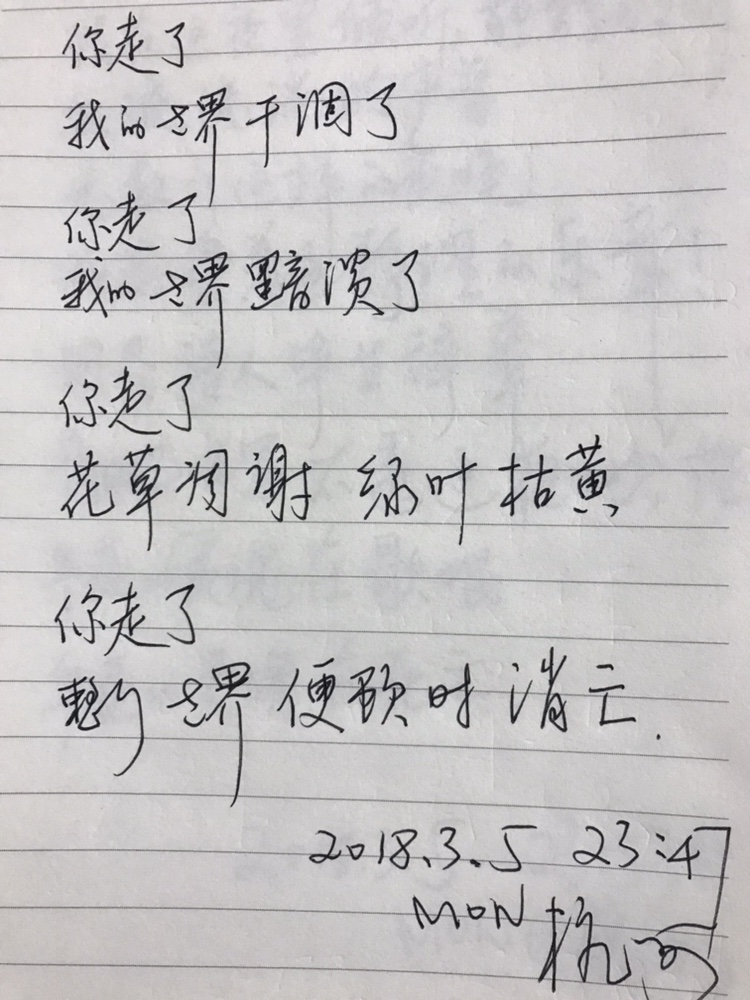 你走了
我的世界干涸了
你走了
我的世界黯淡了
你走了
花草凋谢 绿叶枯黄
你走了
整个世界便顿时消亡.
2018.3.5 23:47
MON 杭